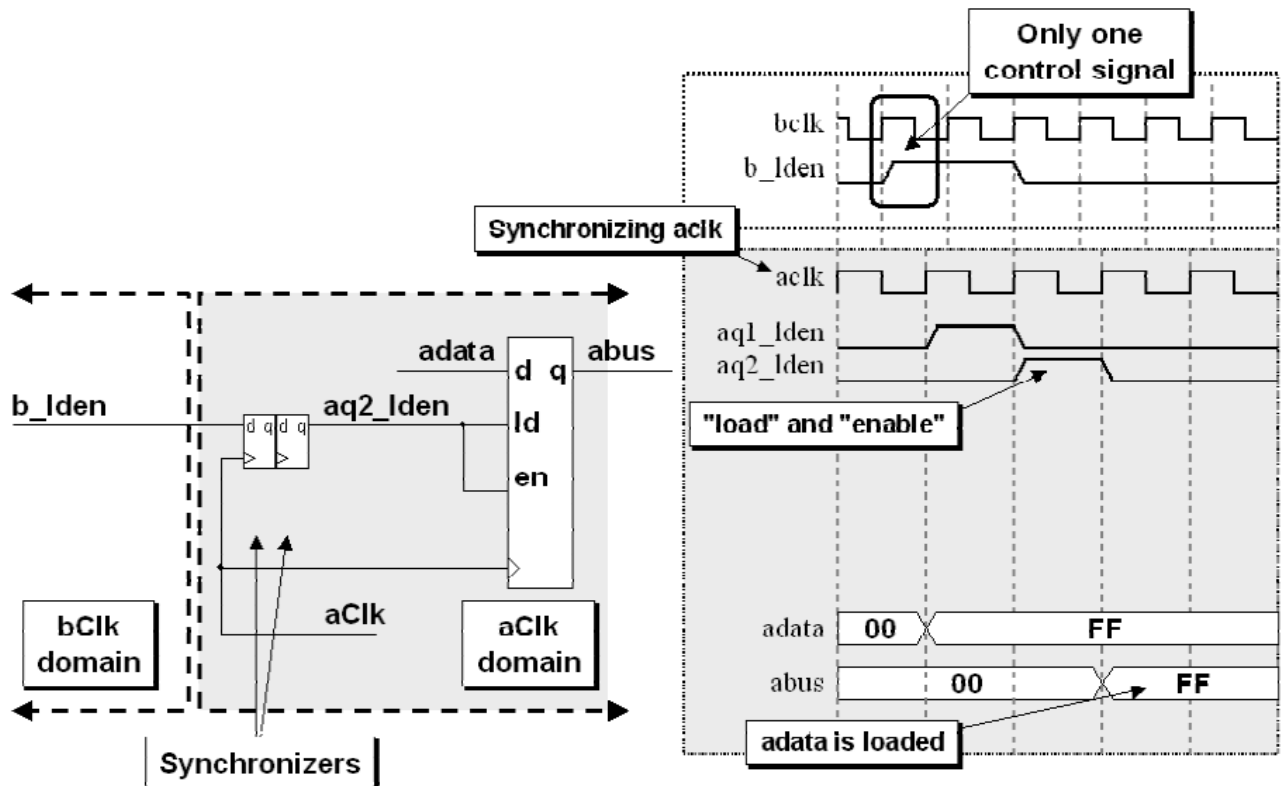 Only one
control signal
bclk
b_lden
Synchronizing aclk
aclk
aq1_lden
aq2_lden
"load" and "enable"
adata
abus
d q
b_lden
aq2_lden
d q d q
ld
en
aClk
bClk
domain
aClk
domain
Synchronizers
adata
00
FF
abus
00
FF
adata is loaded